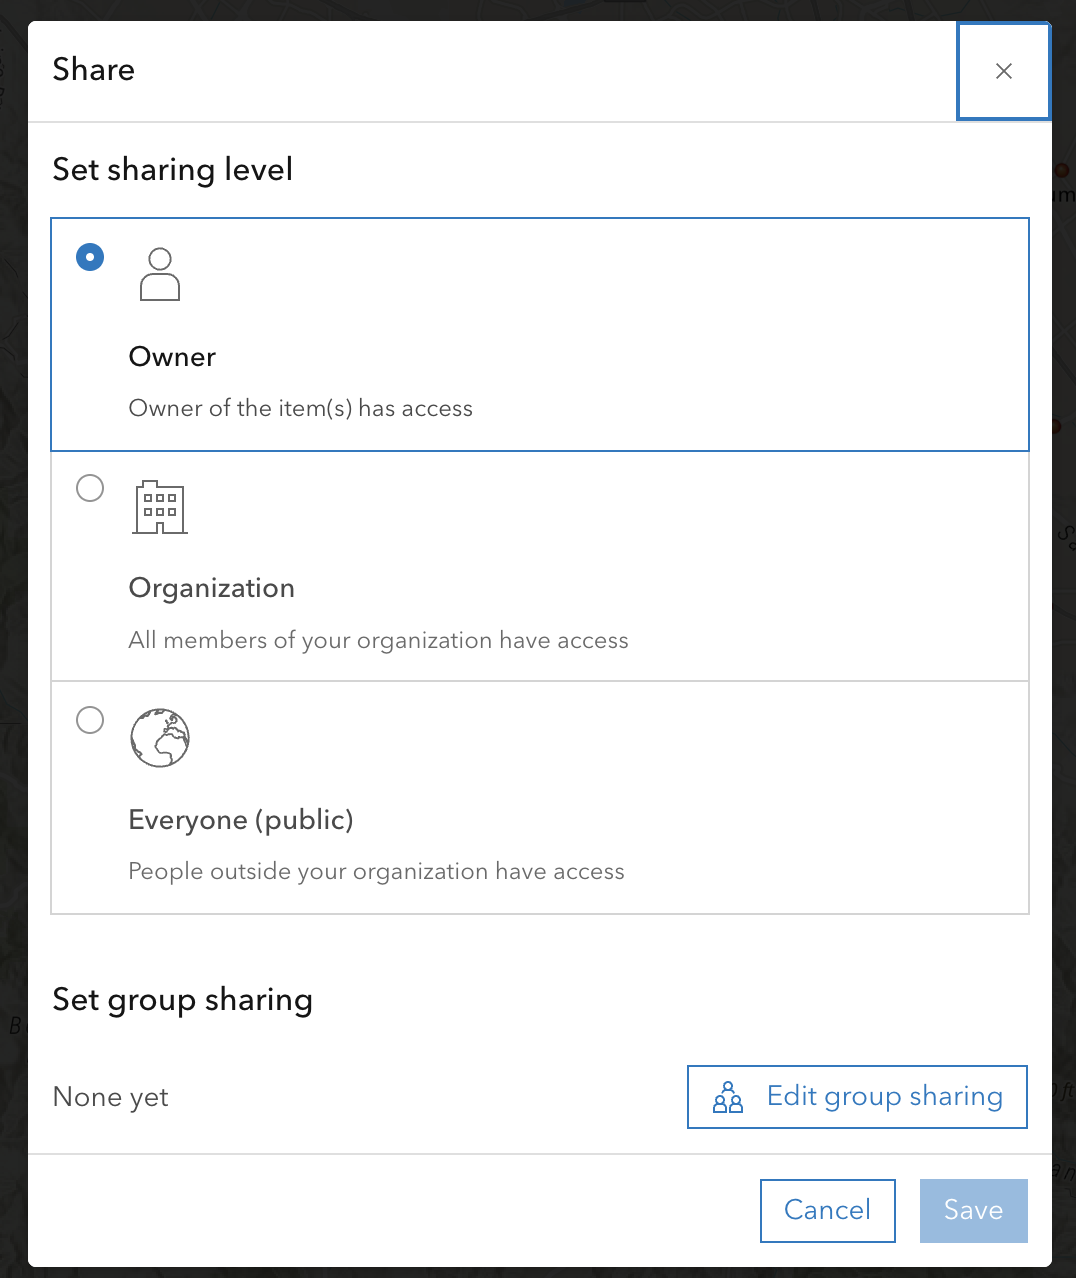 Share
Set sharing level
Owner
Owner of the item(s) has access
Organization
All members of your organization have access
Everyone (public)
People outside your organization have access
Set group sharing
None yet
Edit group sharing
Cancel
Save